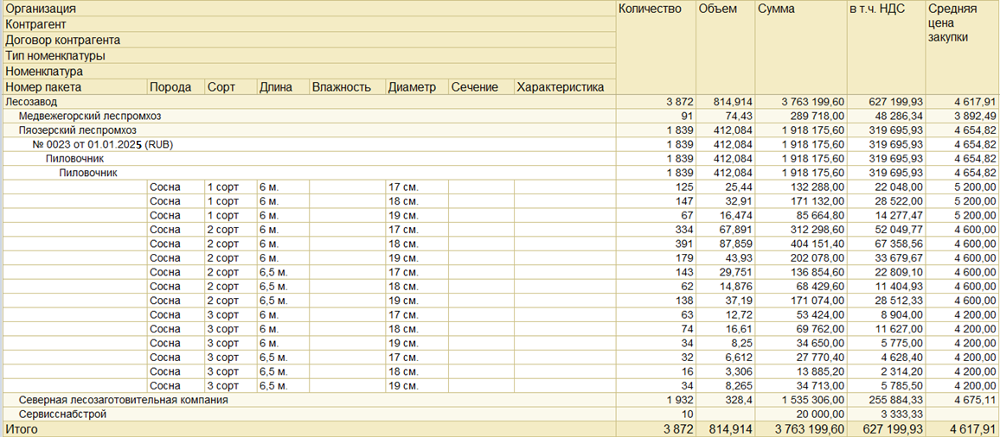 Организация Количество Объем Сумма в т.ч. НДС Средняя цена закупки
Контрагент
Договор контрагента
Тип номенклатуры
Номенклатура
Номер пакета Порода Сорт Длина Влажность Диаметр Сечение Характеристика
Лесозавод 3 872 814,914 3 763 199,60 627 199,93 4 617,91
Медвежегорский леспромхоз 91 74,43 289 718,00 48 286,34 3 892,49
Пяозерский леспромхоз 1 839 412,084 1 918 175,60 319 695,93 4 654,82
№ 0023 от 01.01.2025 (RUB) 1 839 412,084 1 918 175,60 319 695,93 4 654,82
Пиловочник 1 839 412,084 1 918 175,60 319 695,93 4 654,82
Пиловочник 1 839 412,084 1 918 175,60 319 695,93 4 654,82
Сосна 1 сорт 6 м. 17 см. 125 25,44 132 288,00 22 048,00 5 200,00
Сосна 1 сорт 6 м. 18 см. 147 32,91 171 132,00 28 522,00 5 200,00
Сосна 1 сорт 6 м. 19 см. 67 16,474 85 664,80 14 277,47 5 200,00
Сосна 2 сорт 6 м. 17 см. 334 67,891 312 298,60 52 049,77 4 600,00
Сосна 2 сорт 6 м. 18 см. 391 87,859 404 151,40 67 358,56 4 600,00
Сосна 2 сорт 6 м. 19 см. 179 43,93 202 078,00 33 679,67 4 600,00
Сосна 2 сорт 6,5 м. 17 см. 143 29,751 136 854,60 22 809,10 4 600,00
Сосна 2 сорт 6,5 м. 18 см. 62 14,876 68 429,60 11 404,93 4 600,00
Сосна 2 сорт 6,5 м. 19 см. 138 37,19 171 074,00 28 512,33 4 600,00
Сосна 3 сорт 6 м. 17 см. 63 12,72 53 424,00 8 904,00 4 200,00
Сосна 3 сорт 6 м. 18 см. 74 16,61 69 762,00 11 627,00 4 200,00
Сосна 3 сорт 6 м. 19 см. 34 8,25 34 650,00 5 775,00 4 200,00
Сосна 3 сорт 6,5 м. 17 см. 32 6,612 27 770,40 4 628,40 4 200,00
Сосна 3 сорт 6,5 м. 18 см. 16 3,306 13 885,20 2 314,20 4 200,00
Сосна 3 сорт 6,5 м. 19 см. 34 8,265 34 713,00 5 785,50 4 200,00
Северная лесозаготовительная компания 1 932 328,4 1 535 306,00 255 884,33 4 675,11
Сервисснабстрой 10 20 000,00 3 333,33
Итого 3 872 814,914 3 763 199,60 627 199,93 4 617,91